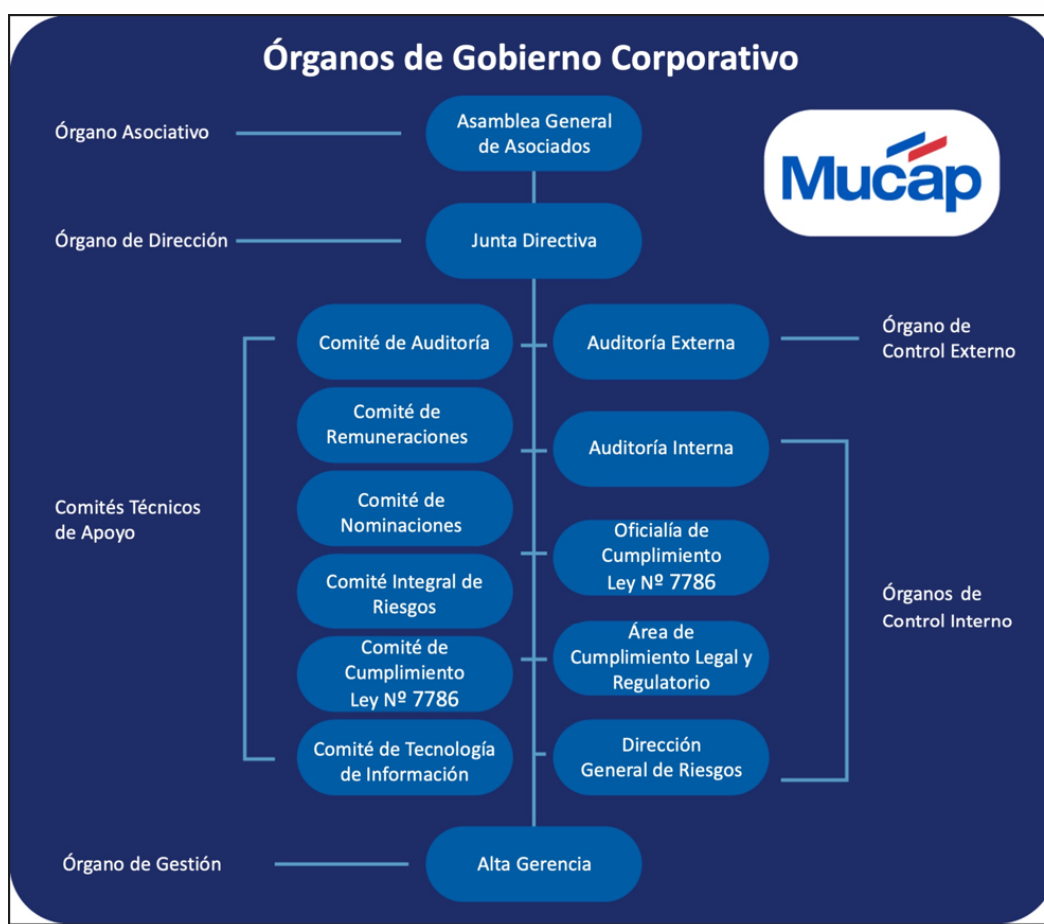 Órganos de Gobierno Corporativo
Órgano Asociativo
Asamblea General
de Asociados
Mucap
Órgano de Dirección
Junta Directiva
Comité de Auditoría
Auditoría Externa
Órgano de
Control Externo
Comité de
Remuneraciones
Auditoría Interna
Comités Técnicos
de Apoyo
Comité de
Nominaciones
Oficialía de
Cumplimiento
Ley Nº 7786
Comité Integral de
Riesgos
Órganos de
Control Interno
Comité de
Cumplimiento
Ley Nº 7786
Área de
Cumplimiento Legal y
Regulatorio
Comité de Tecnología
de Información
Dirección
General de Riesgos
Órgano de Gestión
Alta Gerencia